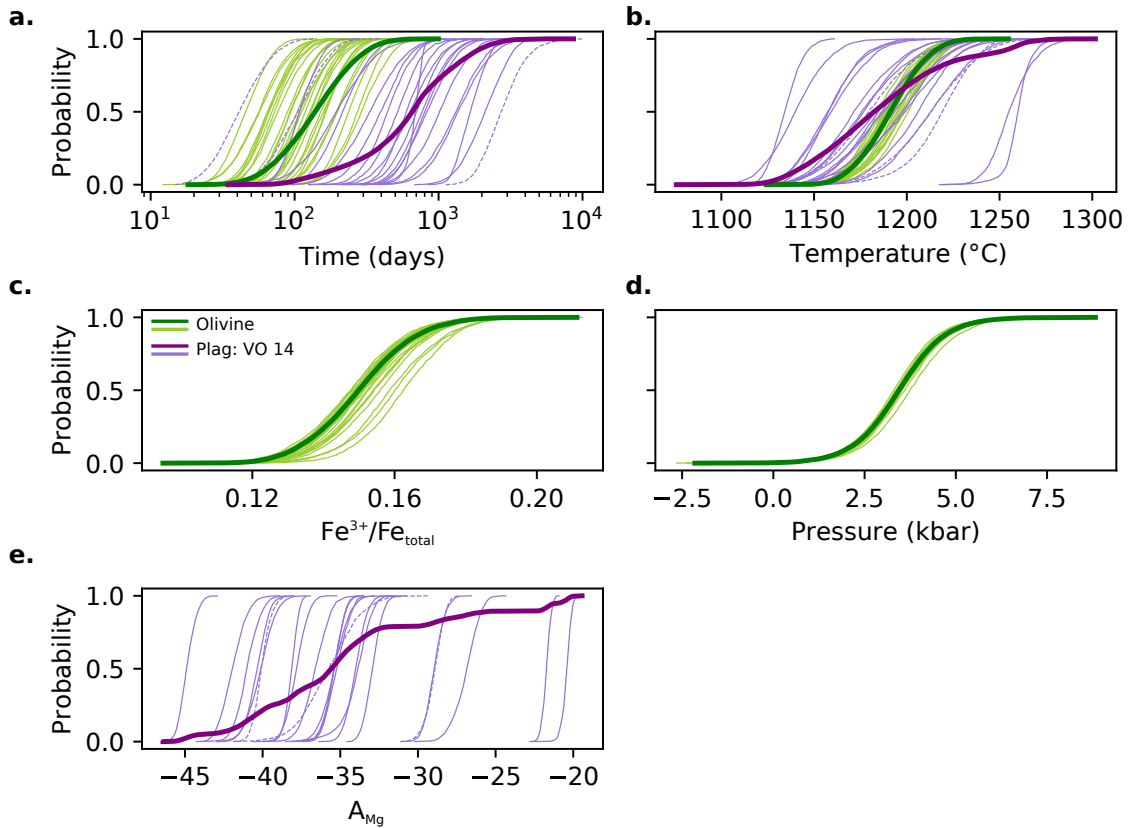 a.
b.
Probability
1.0
0.5
0.0
10¹ 10² 10³ 10⁴
Time (days)
1100 1150 1200 1250 1300
Temperature (°C)
c.
d.
Probability
1.0
0.5
0.0
Olivine
Plag: VO 14
0.12 0.16 0.20
Fe³⁺/Fe_total
−2.5 0.0 2.5 5.0 7.5
Pressure (kbar)
e.
Probability
1.0
0.5
0.0
−45 −40 −35 −30 −25 −20
A_Mg